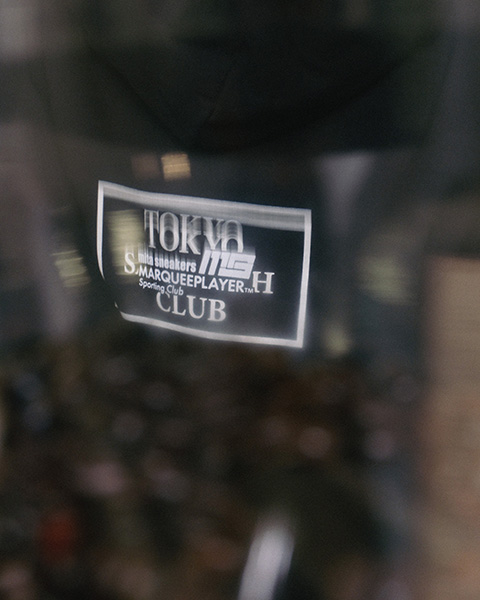 TOKYO
mita sneakers
MARQUEEPLAYER™
Sporting Club
CLUB